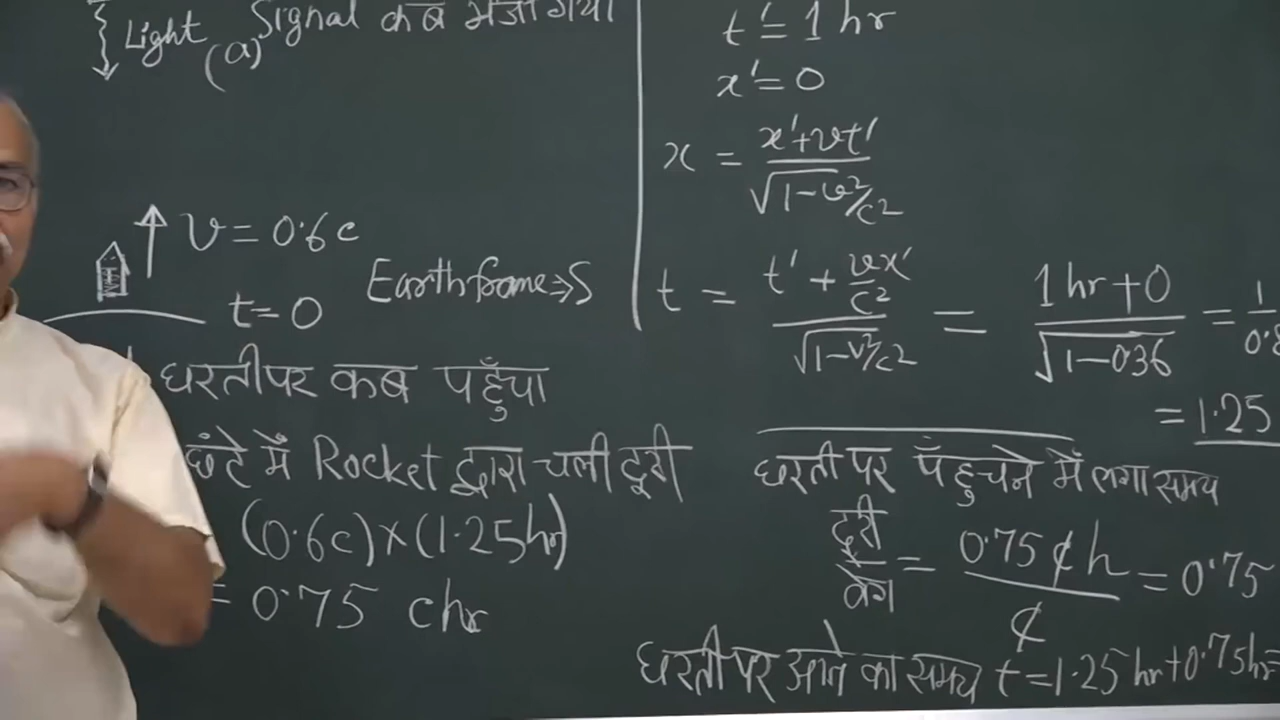 Light (a) Signal कब भेजा गया
v = 0.6c
Earth frame ⇒ S
t = 0
धरती पर कब पहुँचा
घंटे में Rocket द्वारा चली दूरी
(0.6c) × (1.25 hr)
= 0.75 c hr
t' = 1 hr
x' = 0
x = (x' + vt') / √(1 − v²/c²)
t = (t' + vx'/c²) / √(1 − v²/c²) = (1 hr + 0) / √(1 − 0.36) = 1 / 0.8
= 1.25
धरती पर पँहुचने में लगा समय
दूरी / वेग = 0.75 c h / c = 0.75
धरती पर आने का समय t = 1.25 hr + 0.75 hr =